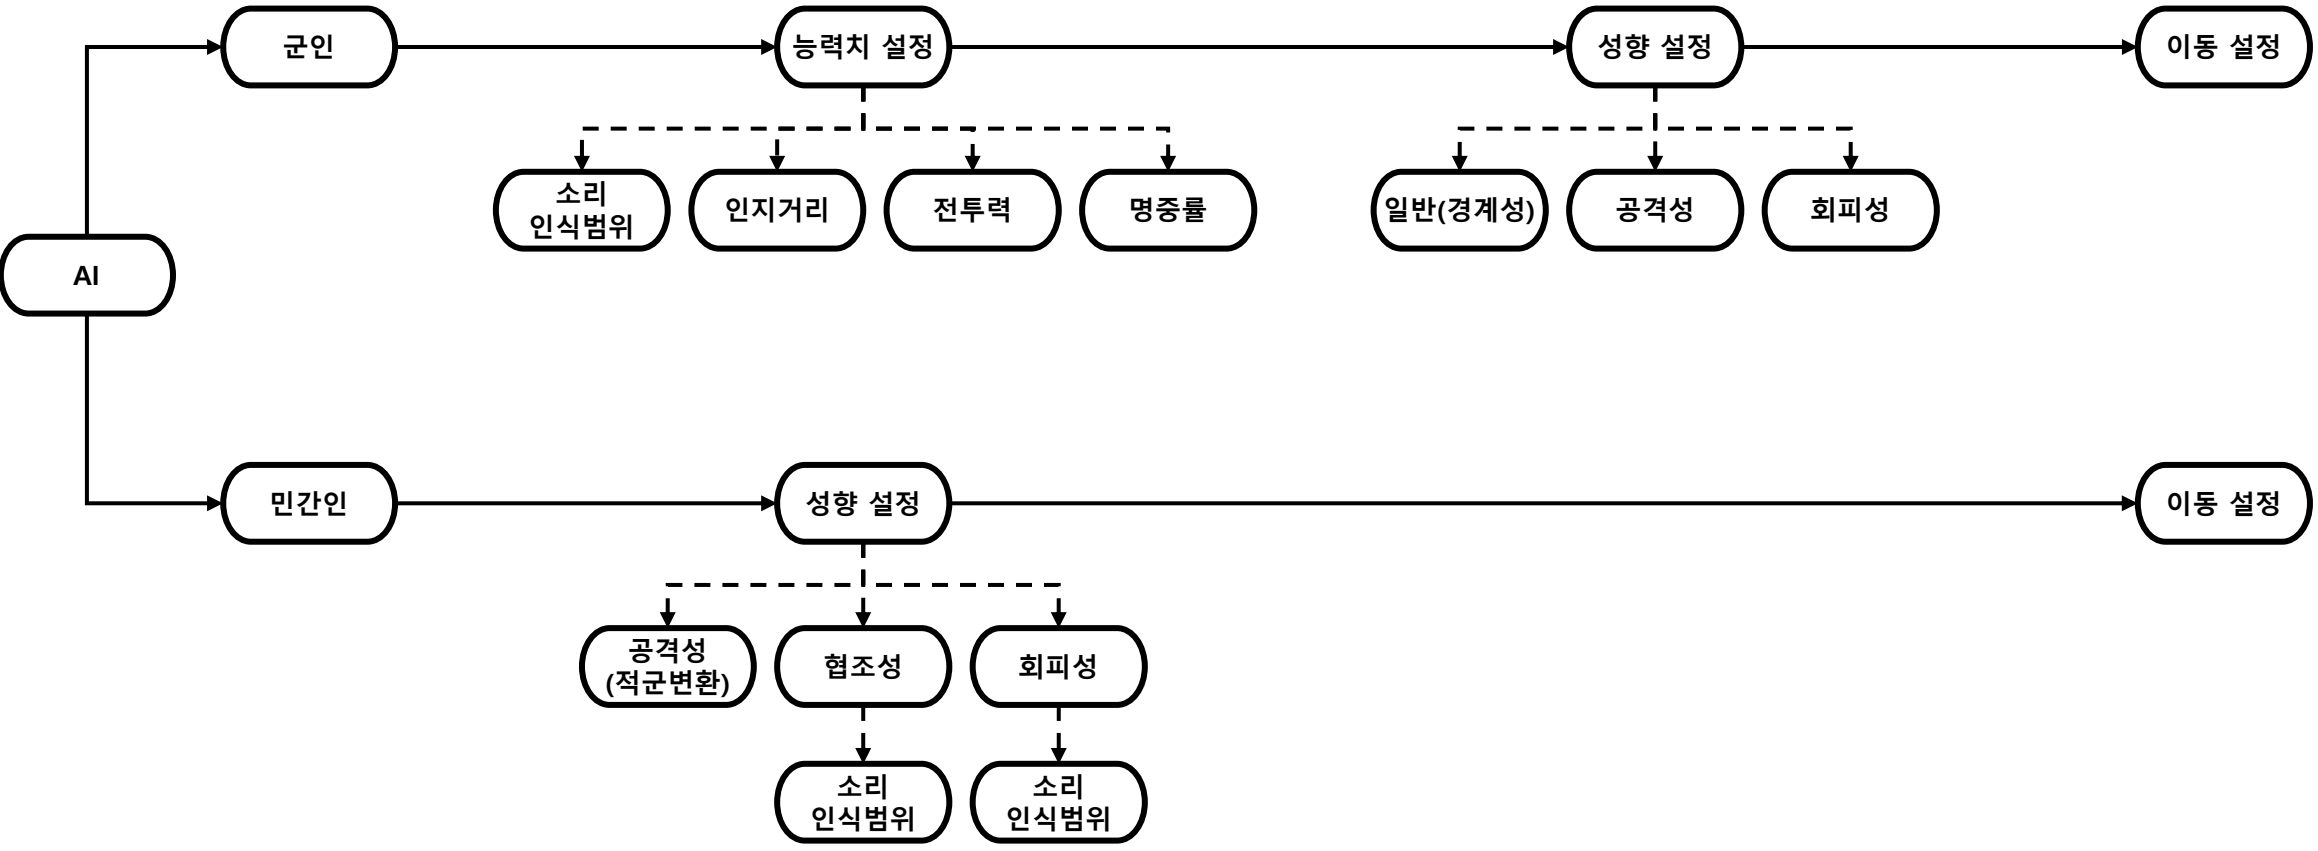 군인
능력치 설정
성향 설정
이동 설정
소리
인식범위
인지거리
전투력
명중률
일반(경계성)
공격성
회피성
AI
민간인
성향 설정
이동 설정
공격성
(적군변환)
협조성
회피성
소리
인식범위
소리
인식범위